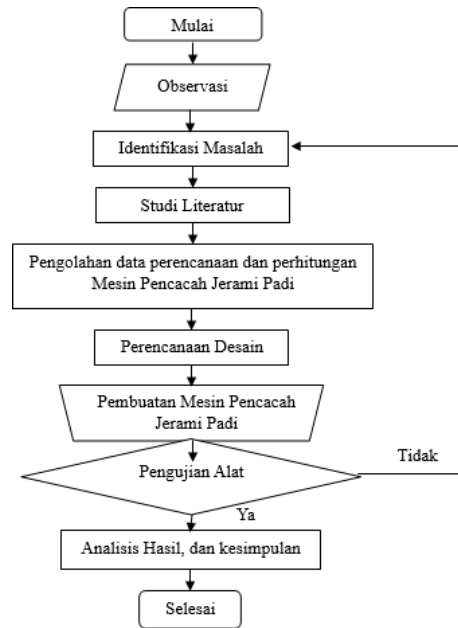 Mulai
Observasi
Identifikasi Masalah
Studi Literatur
Pengolahan data perencanaan dan perhitungan
Mesin Pencacah Jerami Padi
Perencanaan Desain
Pembuatan Mesin Pencacah
Jerami Padi
Pengujian Alat
Tidak
Ya
Analisis Hasil, dan kesimpulan
Selesai